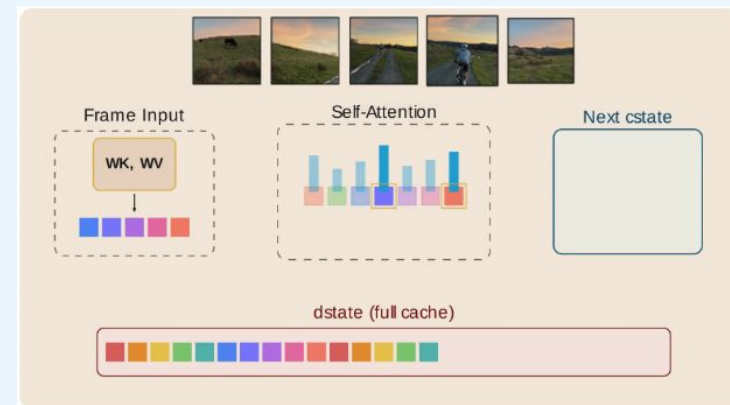 Frame Input
Self-Attention
Next cstate
WK, WV
dstate (full cache)